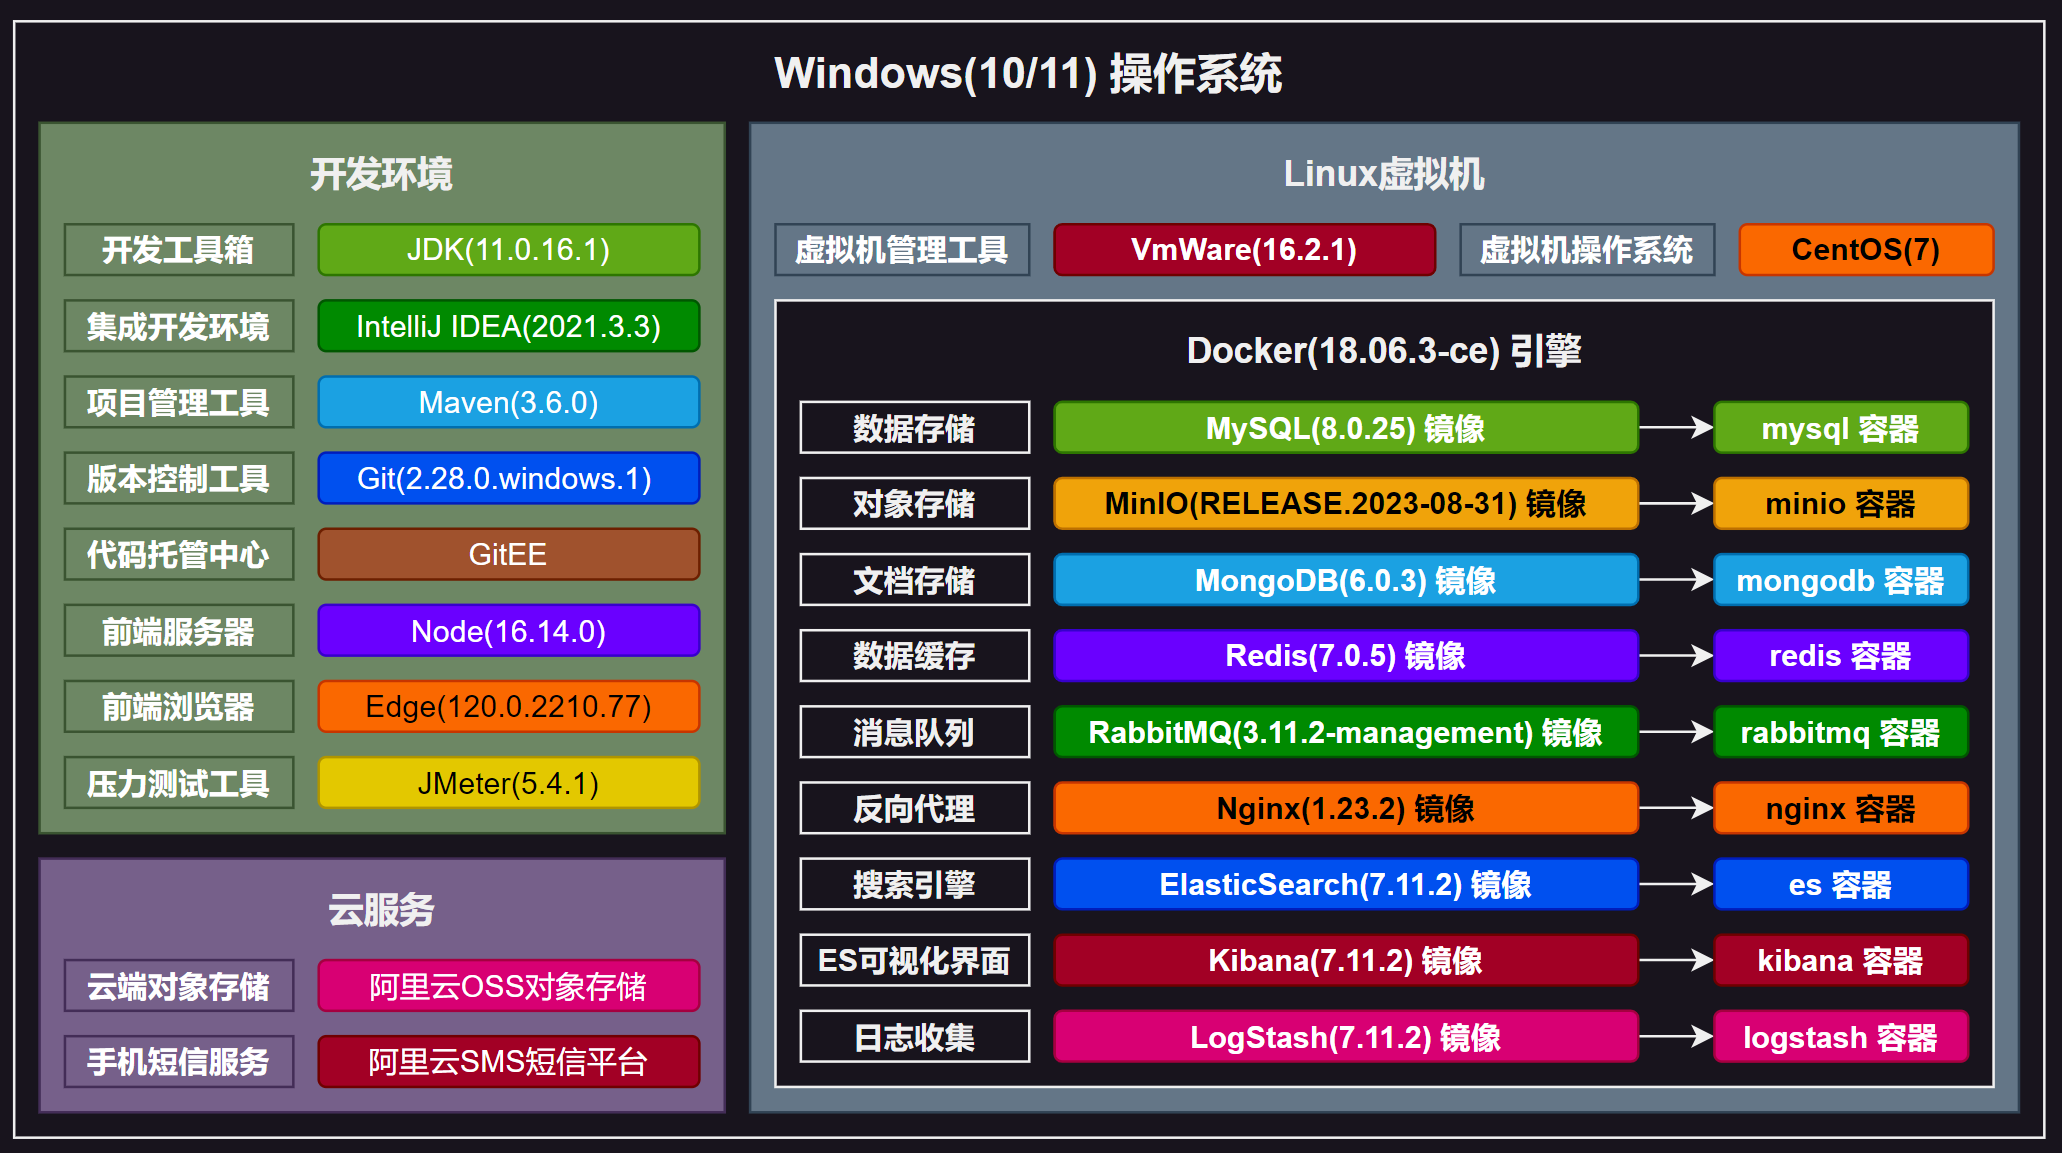 Windows(10/11) 操作系统
开发环境
开发工具箱 JDK(11.0.16.1)
集成开发环境 IntelliJ IDEA(2021.3.3)
项目管理工具 Maven(3.6.0)
版本控制工具 Git(2.28.0.windows.1)
代码托管中心 GitEE
前端服务器 Node(16.14.0)
前端浏览器 Edge(120.0.2210.77)
压力测试工具 JMeter(5.4.1)
云服务
云端对象存储 阿里云OSS对象存储
手机短信服务 阿里云SMS短信平台
Linux虚拟机
虚拟机管理工具 VmWare(16.2.1) 虚拟机操作系统 CentOS(7)
Docker(18.06.3-ce) 引擎
数据存储 MySQL(8.0.25) 镜像 mysql 容器
对象存储 MinIO(RELEASE.2023-08-31) 镜像 minio 容器
文档存储 MongoDB(6.0.3) 镜像 mongodb 容器
数据缓存 Redis(7.0.5) 镜像 redis 容器
消息队列 RabbitMQ(3.11.2-management) 镜像 rabbitmq 容器
反向代理 Nginx(1.23.2) 镜像 nginx 容器
搜索引擎 ElasticSearch(7.11.2) 镜像 es 容器
ES可视化界面 Kibana(7.11.2) 镜像 kibana 容器
日志收集 LogStash(7.11.2) 镜像 logstash 容器